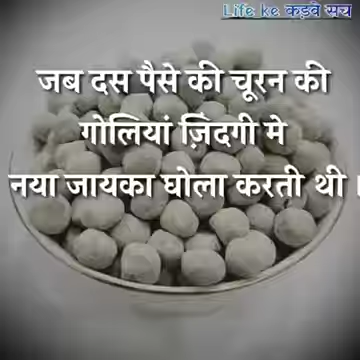 Life ke कड़वे सच
जब दस पैसे की चूरन की
गोलियां ज़िंदगी मे
नया जायका घोला करती थी ।